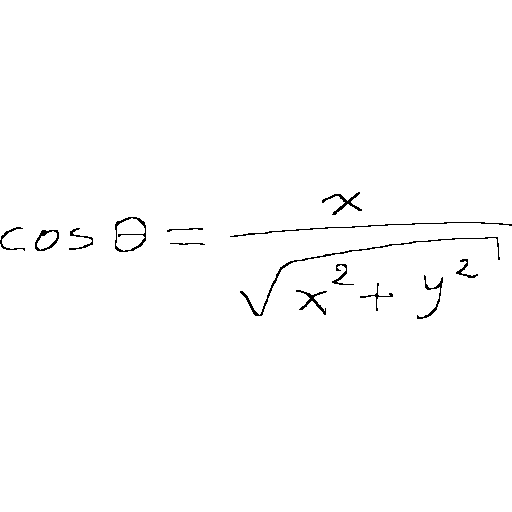 cos θ = x / √(x² + y²)